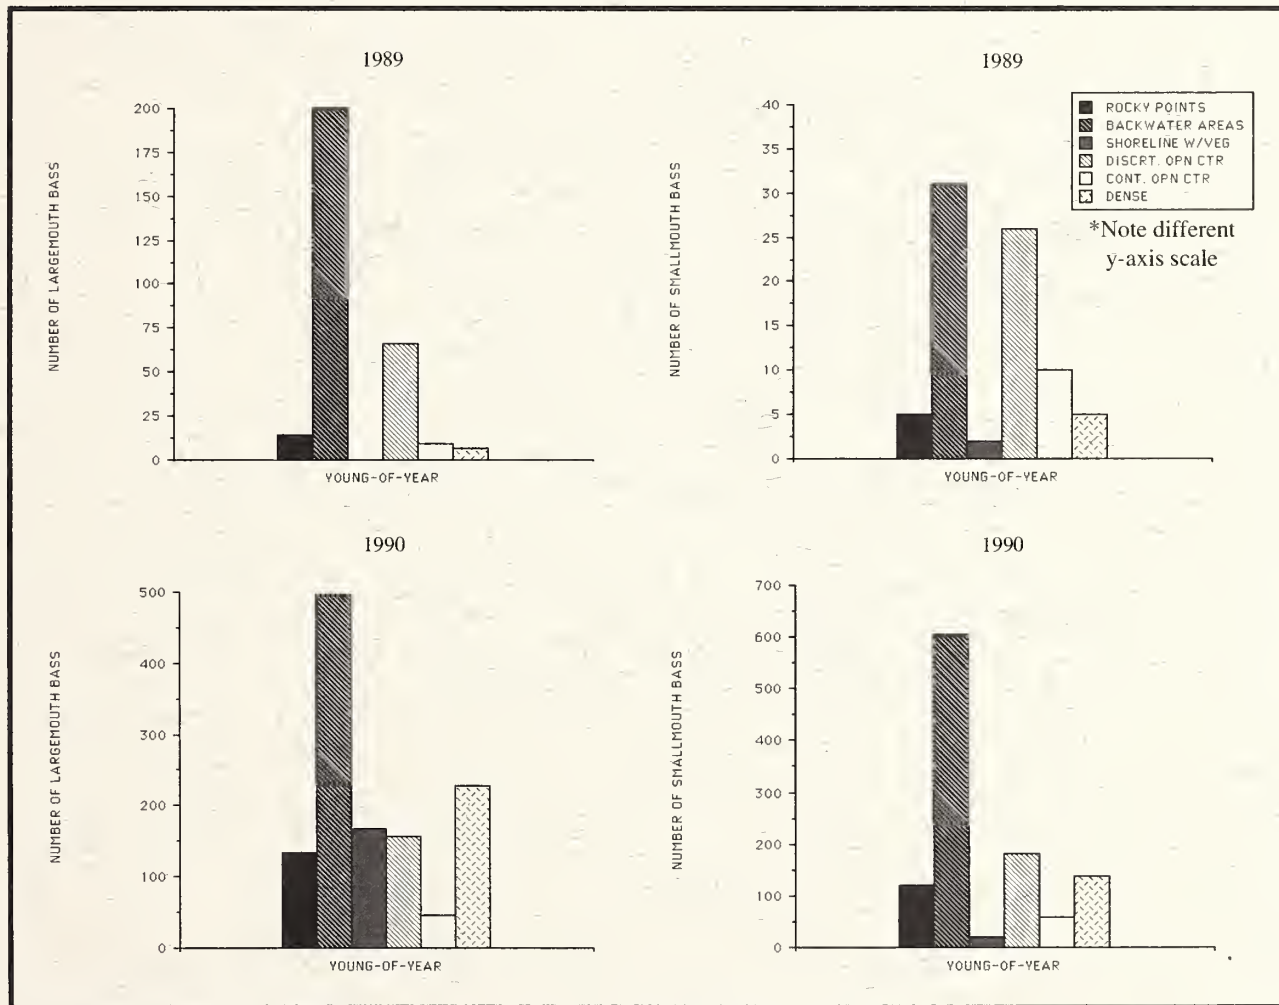 1989
NUMBER OF LARGEMOUTH BASS
200
175
150
125
100
75
50
25
0
YOUNG-OF-YEAR
1989
NUMBER OF SMALLMOUTH BASS
40
35
30
25
20
15
10
5
0
YOUNG-OF-YEAR
ROCKY POINTS
BACKWATER AREAS
SHORELINE W/VEG
DISCRT. OPN CTR
CONT. OPN CTR
DENSE
*Note different
y-axis scale
1990
NUMBER OF LARGEMOUTH BASS
500
400
300
200
100
0
YOUNG-OF-YEAR
1990
NUMBER OF SMALLMOUTH BASS
700
600
500
400
300
200
100
0
YOUNG-OF-YEAR